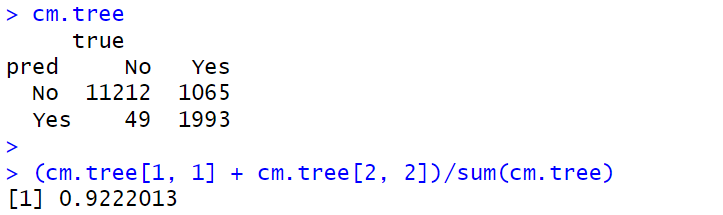 > cm.tree
     true
pred     No   Yes
  No  11212  1065
  Yes    49  1993
>
> (cm.tree[1, 1] + cm.tree[2, 2])/sum(cm.tree)
[1] 0.9222013